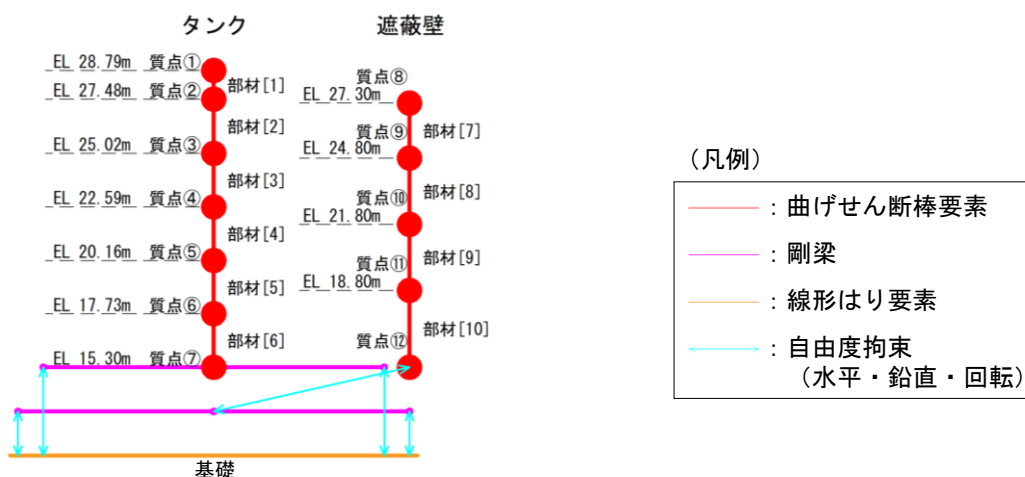 タンク
遮蔽壁
EL 28.79m 質点①
部材[1]
EL 27.48m 質点②
部材[2]
EL 25.02m 質点③
部材[3]
EL 22.59m 質点④
部材[4]
EL 20.16m 質点⑤
部材[5]
EL 17.73m 質点⑥
部材[6]
EL 15.30m 質点⑦
質点⑧
EL 27.30m
部材[7]
質点⑨
EL 24.80m
部材[8]
質点⑩
EL 21.80m
部材[9]
質点⑪
EL 18.80m
部材[10]
質点⑫
基礎
(凡例)
:曲げせん断棒要素
:剛梁
:線形はり要素
:自由度拘束
(水平・鉛直・回転)